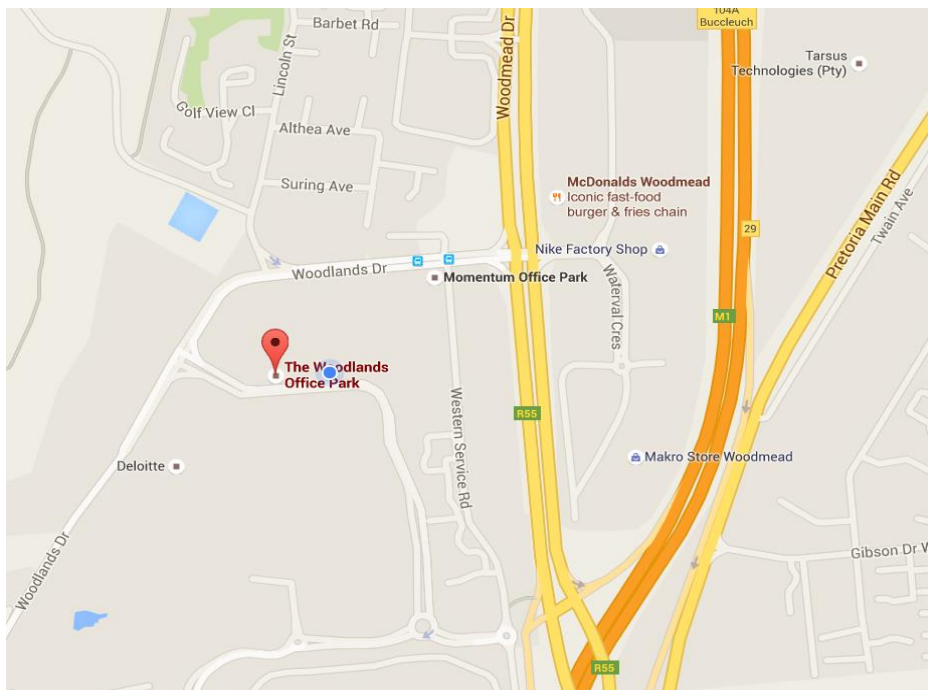 Barbet Rd
104A
Buccleuch
Lincoln St
Woodmead Dr
Tarsus
Technologies (Pty)
Golf View Cl
Althea Ave
Suring Ave
McDonalds Woodmead
Iconic fast-food
burger & fries chain
Pretoria Main Rd
Twain Ave
29
Nike Factory Shop
Woodlands Dr
Momentum Office Park
Waterval Cres
M1
The Woodlands
Office Park
Western Service Rd
R55
Deloitte
Makro Store Woodmead
Woodlands Dr
Gibson Dr W
R55